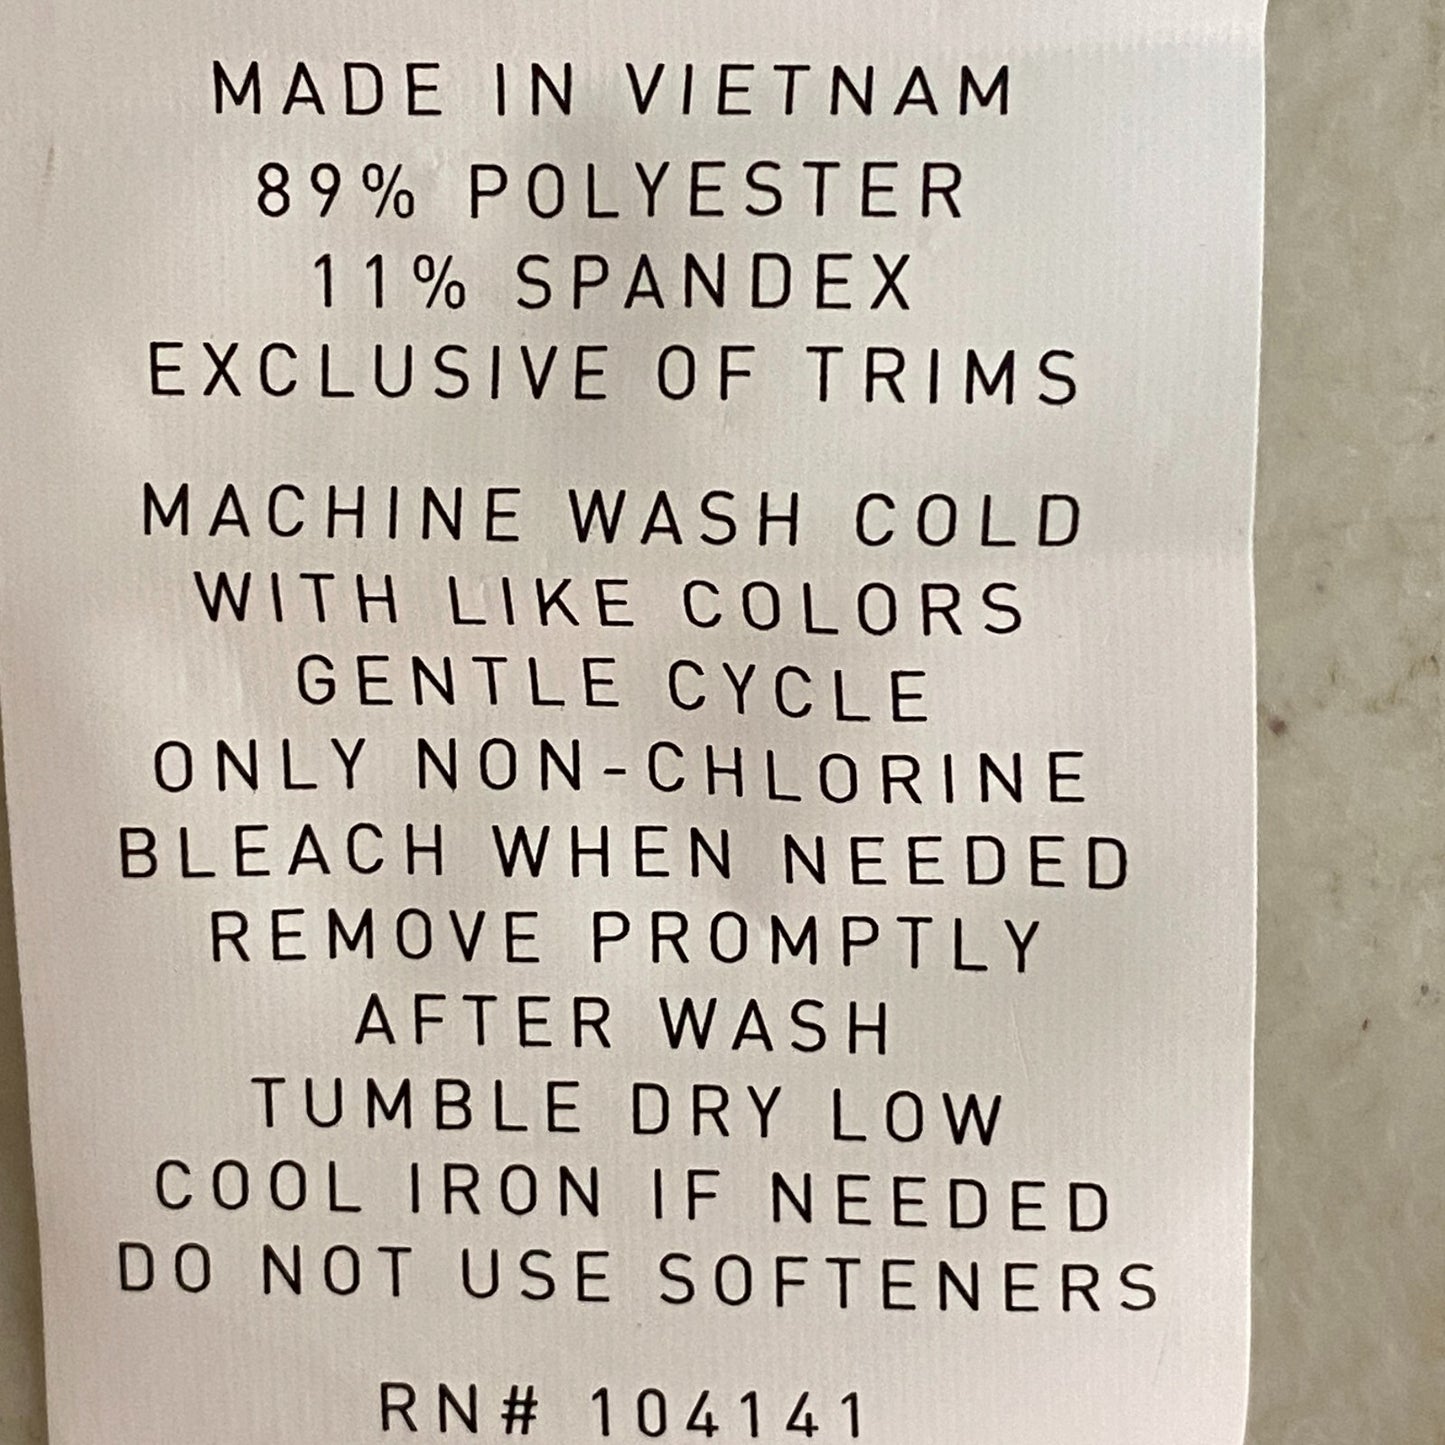 MADE IN VIETNAM
89% POLYESTER
11% SPANDEX
EXCLUSIVE OF TRIMS
MACHINE WASH COLD
WITH LIKE COLORS
GENTLE CYCLE
ONLY NON-CHLORINE
BLEACH WHEN NEEDED
REMOVE PROMPTLY
AFTER WASH
TUMBLE DRY LOW
COOL IRON IF NEEDED
DO NOT USE SOFTENERS
RN# 104141